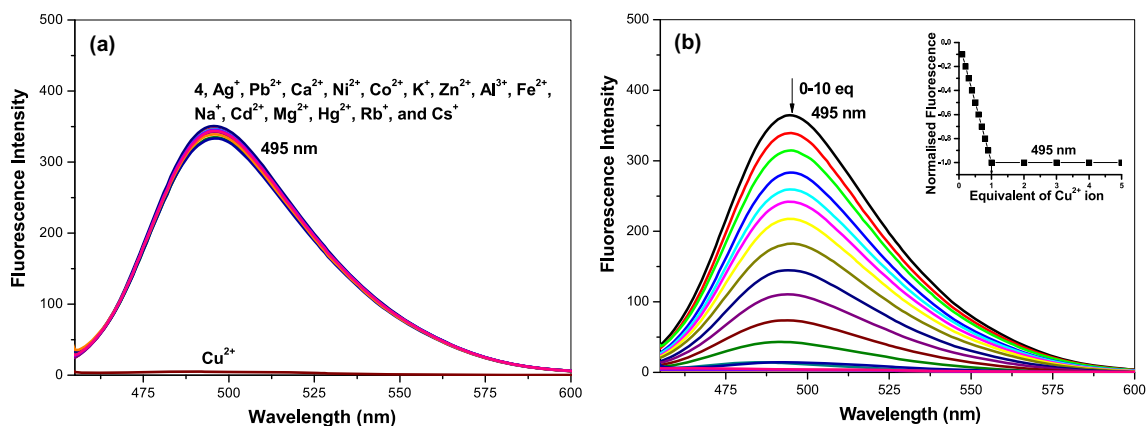 (a)
4, Ag⁺, Pb²⁺, Ca²⁺, Ni²⁺, Co²⁺, K⁺, Zn²⁺, Al³⁺, Fe²⁺,
Na⁺, Cd²⁺, Mg²⁺, Hg²⁺, Rb⁺, and Cs⁺
495 nm
Cu²⁺
500
400
300
200
100
0
475
500
525
550
575
600
Fluorescence Intensity
Wavelength (nm)
(b)
0-10 eq
495 nm
500
400
300
200
100
0
475
500
525
550
575
600
Fluorescence Intensity
Wavelength (nm)
0.0
-0.2
-0.4
-0.6
-0.8
-1.0
495 nm
0
1
2
3
4
5
Normalised Fluorescence
Equivalent of Cu²⁺ ion